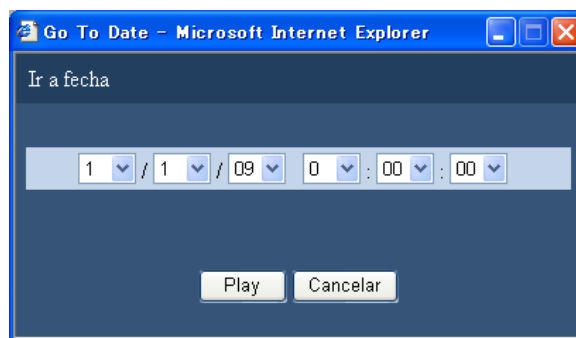 Go To Date - Microsoft Internet Explorer
Ir a fecha
1 / 1 / 09 0 : 00 : 00
Play Cancelar